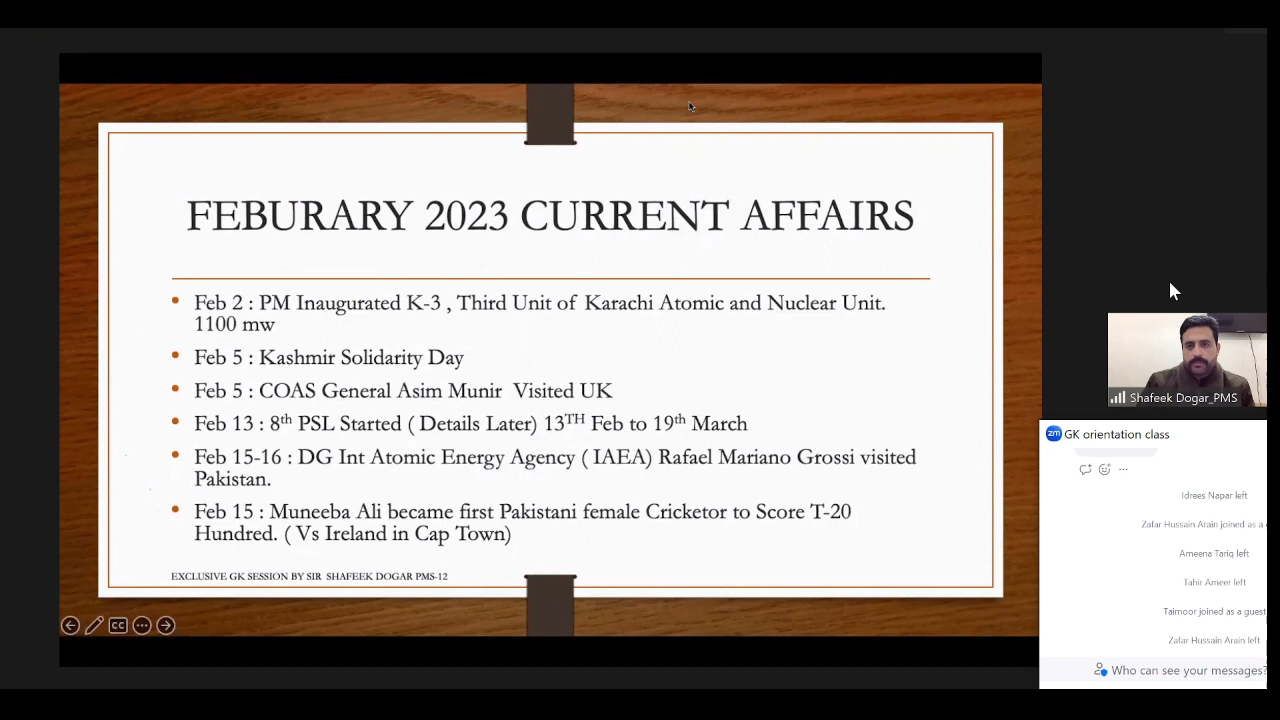 FEBURARY 2023 CURRENT AFFAIRS
• Feb 2 : PM Inaugurated K-3 , Third Unit of Karachi Atomic and Nuclear Unit.
1100 mw
• Feb 5 : Kashmir Solidarity Day
• Feb 5 : COAS General Asim Munir Visited UK
• Feb 13 : 8th PSL Started ( Details Later) 13TH Feb to 19th March
• Feb 15-16 : DG Int Atomic Energy Agency ( IAEA) Rafael Mariano Grossi visited
Pakistan.
• Feb 15 : Muneeba Ali became first Pakistani female Cricketor to Score T-20
Hundred. ( Vs Ireland in Cap Town)
EXCLUSIVE GK SESSION BY SIR SHAFEEK DOGAR PMS-12
CC
Shafeek Dogar_PMS
zm GK orientation class
Idrees Napar left
Zafar Hussain Arain joined as a
Ameena Tariq left
Tahir Ameer left
Taimoor joined as a guest
Zafar Hussain Arain left
Who can see your messages?